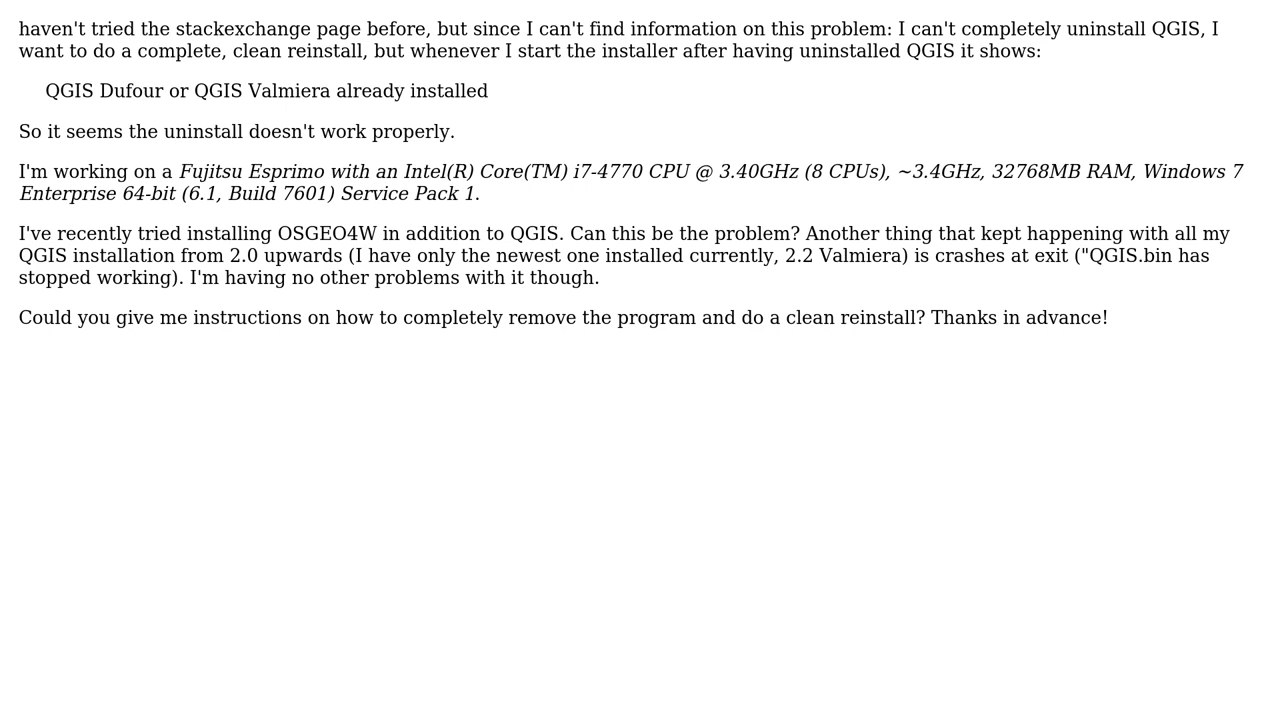 haven't tried the stackexchange page before, but since I can't find information on this problem: I can't completely uninstall QGIS, I
want to do a complete, clean reinstall, but whenever I start the installer after having uninstalled QGIS it shows:
QGIS Dufour or QGIS Valmiera already installed
So it seems the uninstall doesn't work properly.
I'm working on a Fujitsu Esprimo with an Intel(R) Core(TM) i7-4770 CPU @ 3.40GHz (8 CPUs), ~3.4GHz, 32768MB RAM, Windows 7
Enterprise 64-bit (6.1, Build 7601) Service Pack 1.
I've recently tried installing OSGEO4W in addition to QGIS. Can this be the problem? Another thing that kept happening with all my
QGIS installation from 2.0 upwards (I have only the newest one installed currently, 2.2 Valmiera) is crashes at exit ("QGIS.bin has
stopped working). I'm having no other problems with it though.
Could you give me instructions on how to completely remove the program and do a clean reinstall? Thanks in advance!